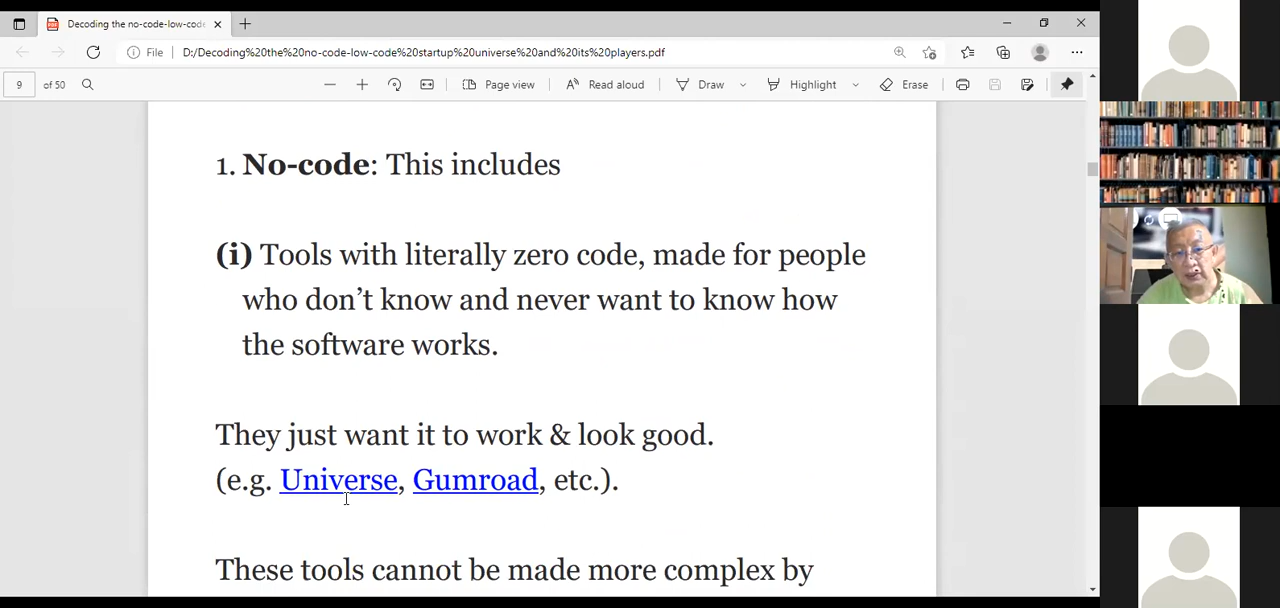 Decoding the no-code-low-code
File
D:/Decoding%20the%20no-code-low-code%20startup%20universe%20and%20its%20players.pdf
9 of 50
Page view
Read aloud
Draw
Highlight
Erase
1. No-code: This includes
(i) Tools with literally zero code, made for people
who don’t know and never want to know how
the software works.
They just want it to work & look good.
(e.g. Universe, Gumroad, etc.).
These tools cannot be made more complex by